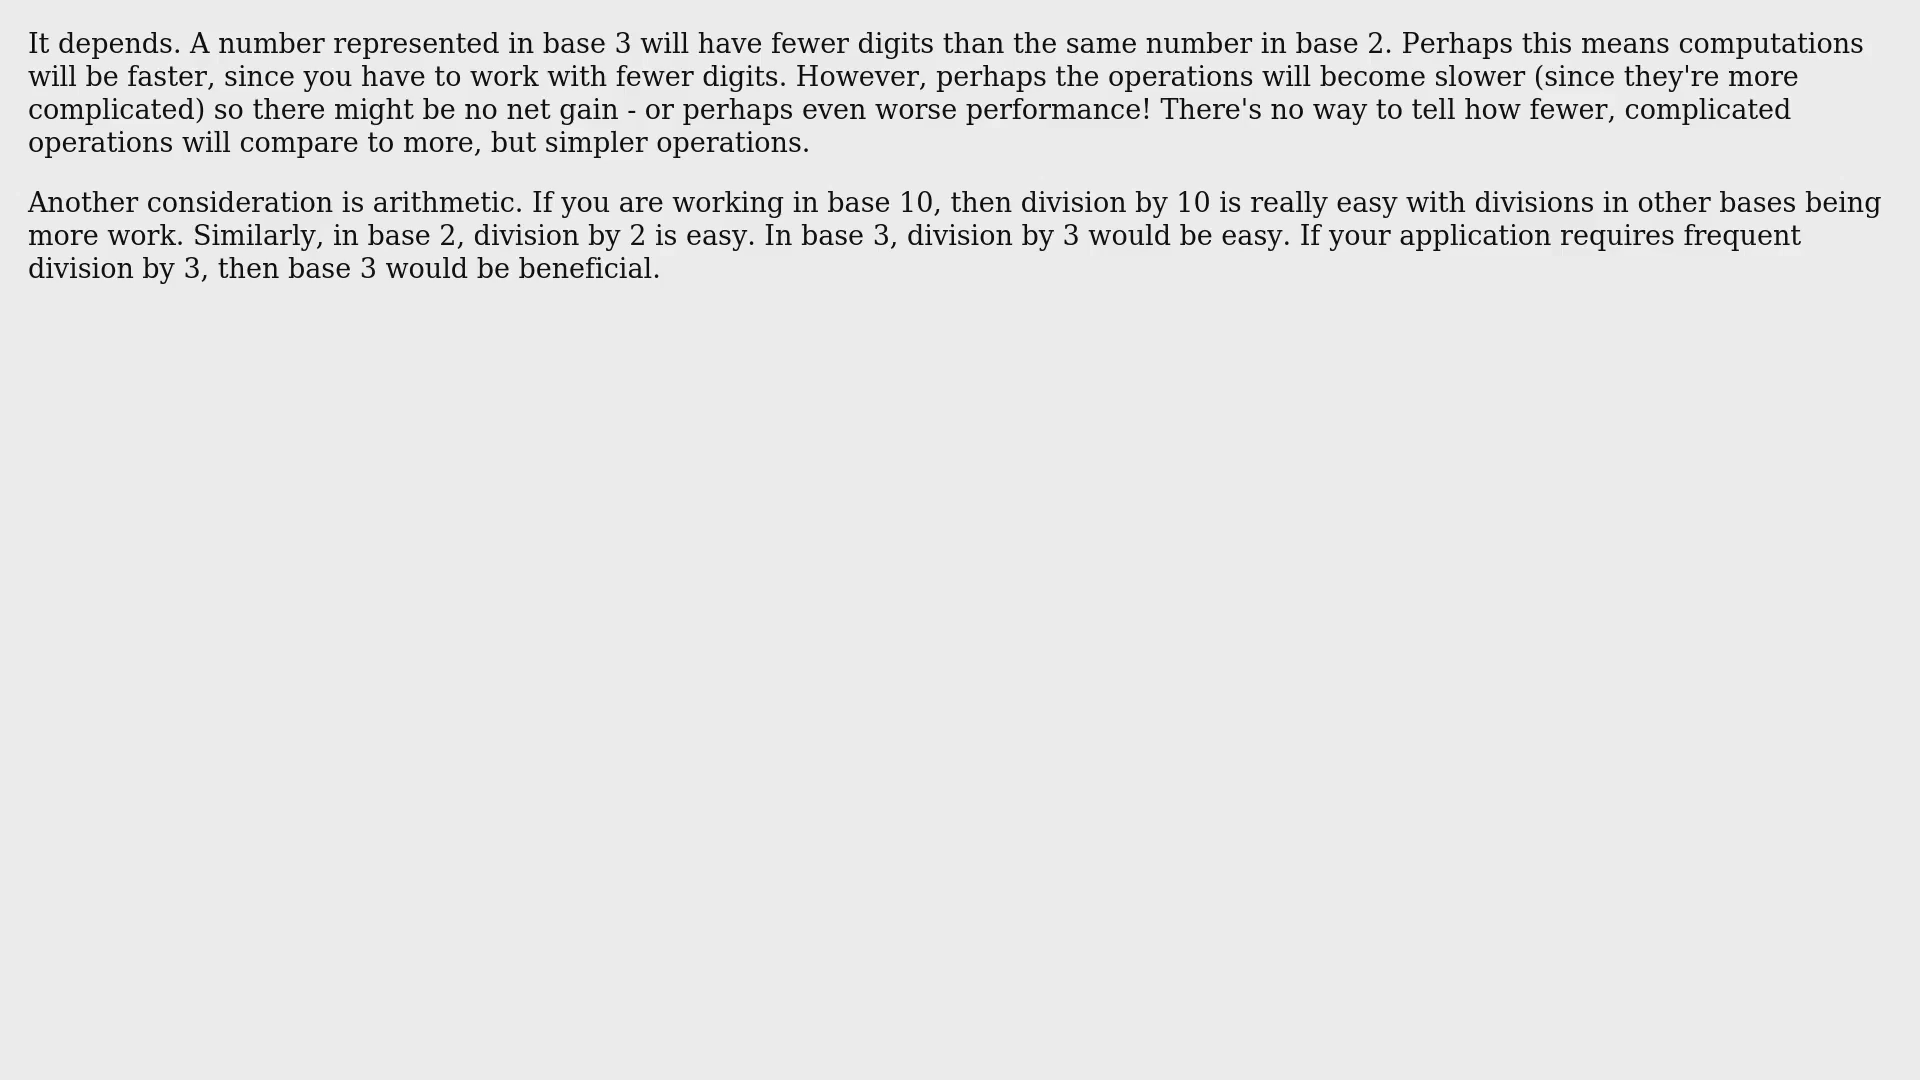 It depends. A number represented in base 3 will have fewer digits than the same number in base 2. Perhaps this means computations
will be faster, since you have to work with fewer digits. However, perhaps the operations will become slower (since they're more
complicated) so there might be no net gain - or perhaps even worse performance! There's no way to tell how fewer, complicated
operations will compare to more, but simpler operations.
Another consideration is arithmetic. If you are working in base 10, then division by 10 is really easy with divisions in other bases being
more work. Similarly, in base 2, division by 2 is easy. In base 3, division by 3 would be easy. If your application requires frequent
division by 3, then base 3 would be beneficial.